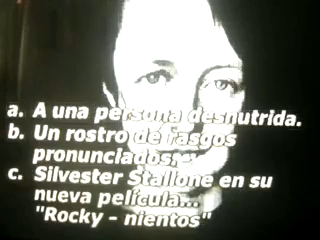 a. A una persona desnutrida.
b. Un rostro de rasgos
pronunciados...
c. Silvester Stallone en su
nueva película...
"Rocky - nientos"